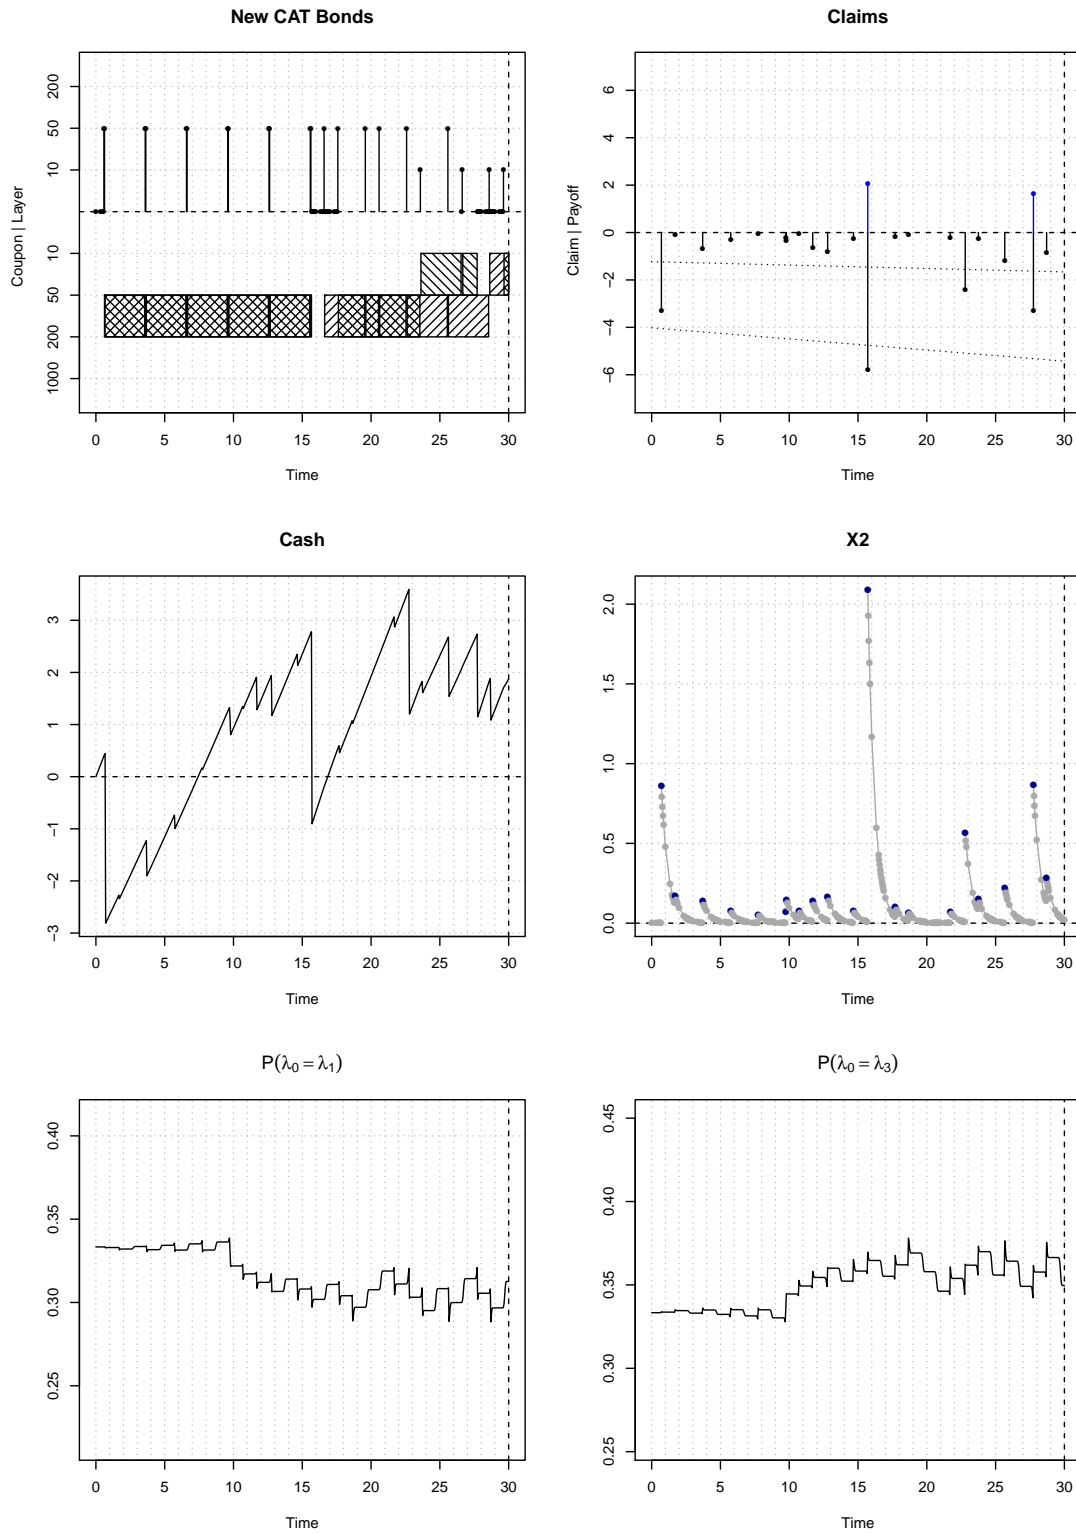 New CAT Bonds
Coupon | Layer
200
50
10
10
50
200
1000
0 5 10 15 20 25 30
Time
Claims
Claim | Payoff
6
4
2
0
−2
−4
−6
0 5 10 15 20 25 30
Time
Cash
3
2
1
0
−1
−2
−3
0 5 10 15 20 25 30
Time
X2
2.0
1.5
1.0
0.5
0.0
0 5 10 15 20 25 30
Time
P(λ₀ = λ₁)
0.40
0.35
0.30
0.25
0 5 10 15 20 25 30
Time
P(λ₀ = λ₃)
0.45
0.40
0.35
0.30
0.25
0 5 10 15 20 25 30
Time